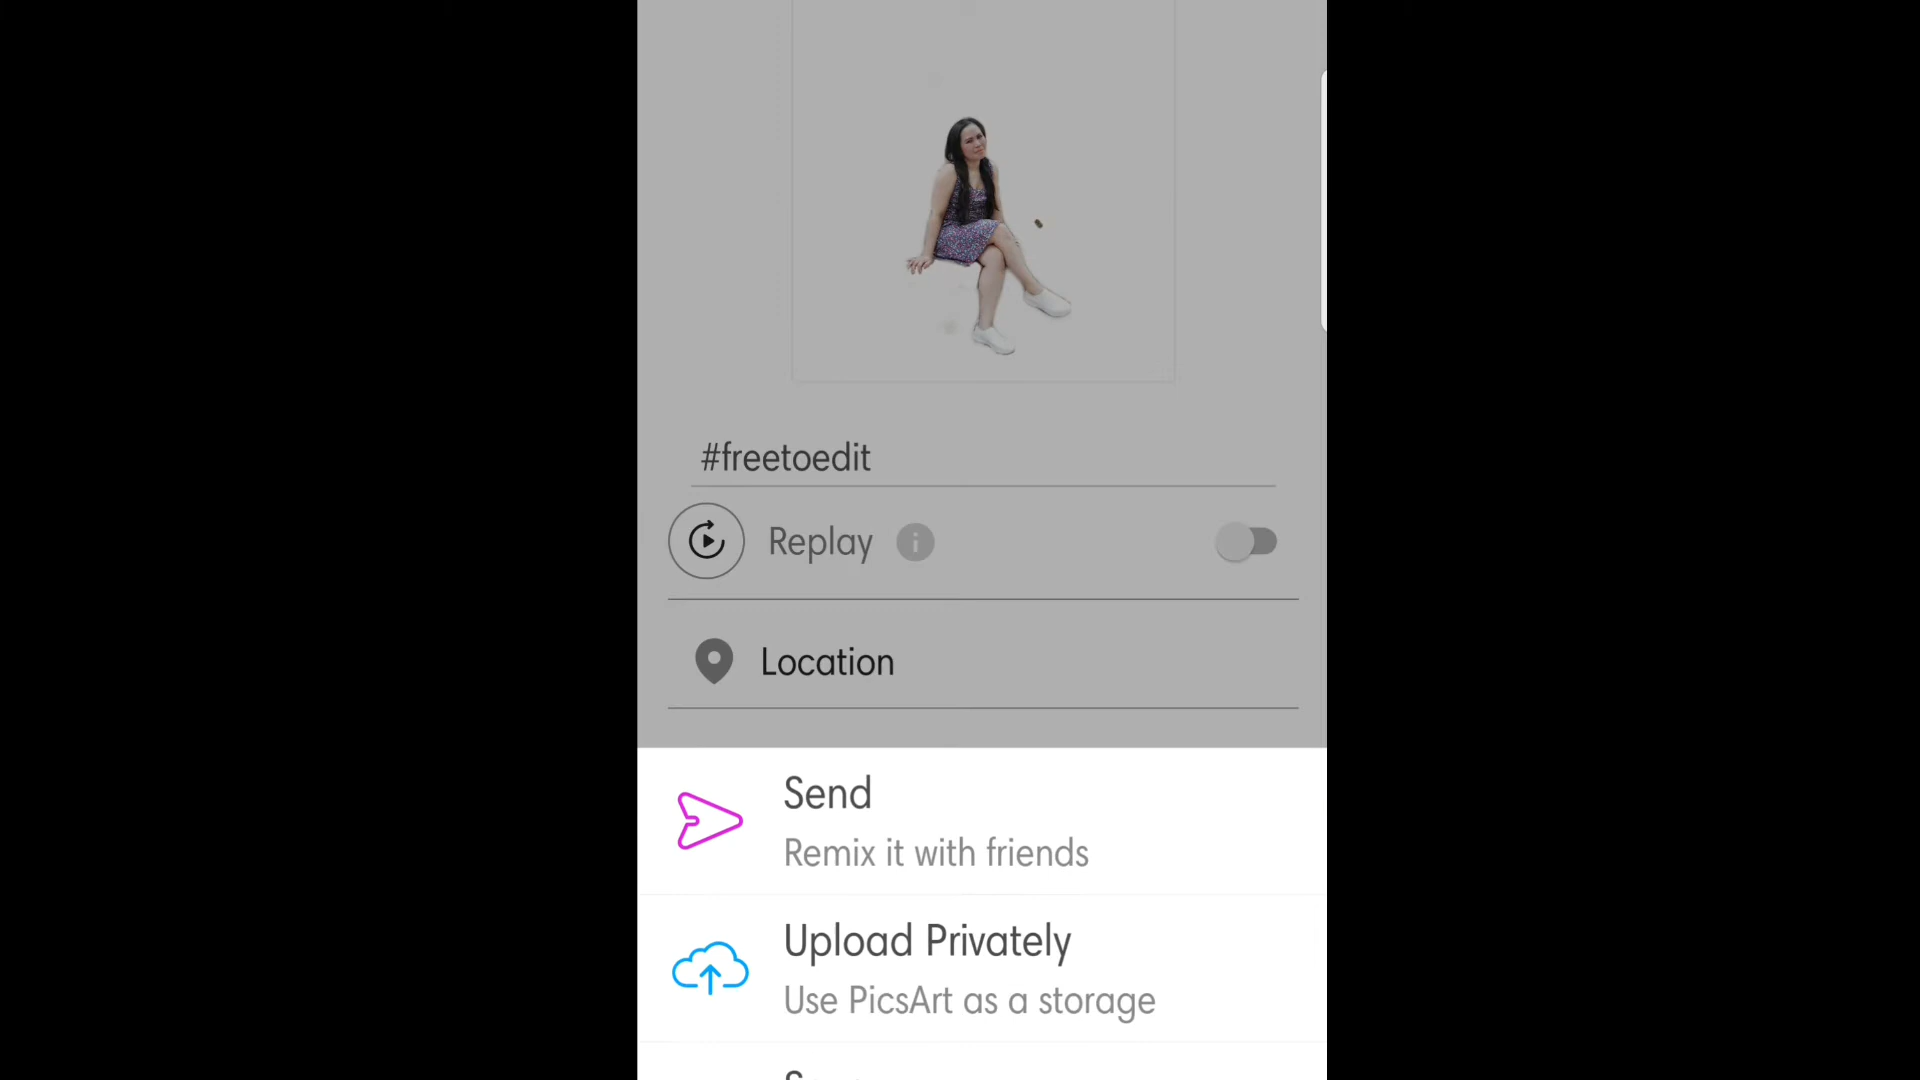 #freetoedit
Replay
Location
Send
Remix it with friends
Upload Privately
Use PicsArt as a storage